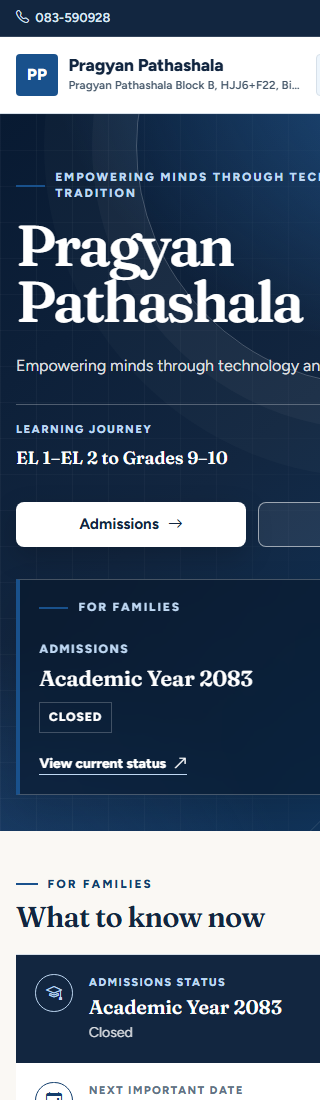 083-590928
PP
Pragyan Pathashala
Pragyan Pathashala Block B, HJJ6+F22, Bi...
EMPOWERING MINDS THROUGH TECH
TRADITION
Pragyan
Pathashala
Empowering minds through technology an
LEARNING JOURNEY
EL 1–EL 2 to Grades 9–10
Admissions →
FOR FAMILIES
ADMISSIONS
Academic Year 2083
CLOSED
View current status ↗
FOR FAMILIES
What to know now
ADMISSIONS STATUS
Academic Year 2083
Closed
NEXT IMPORTANT DATE